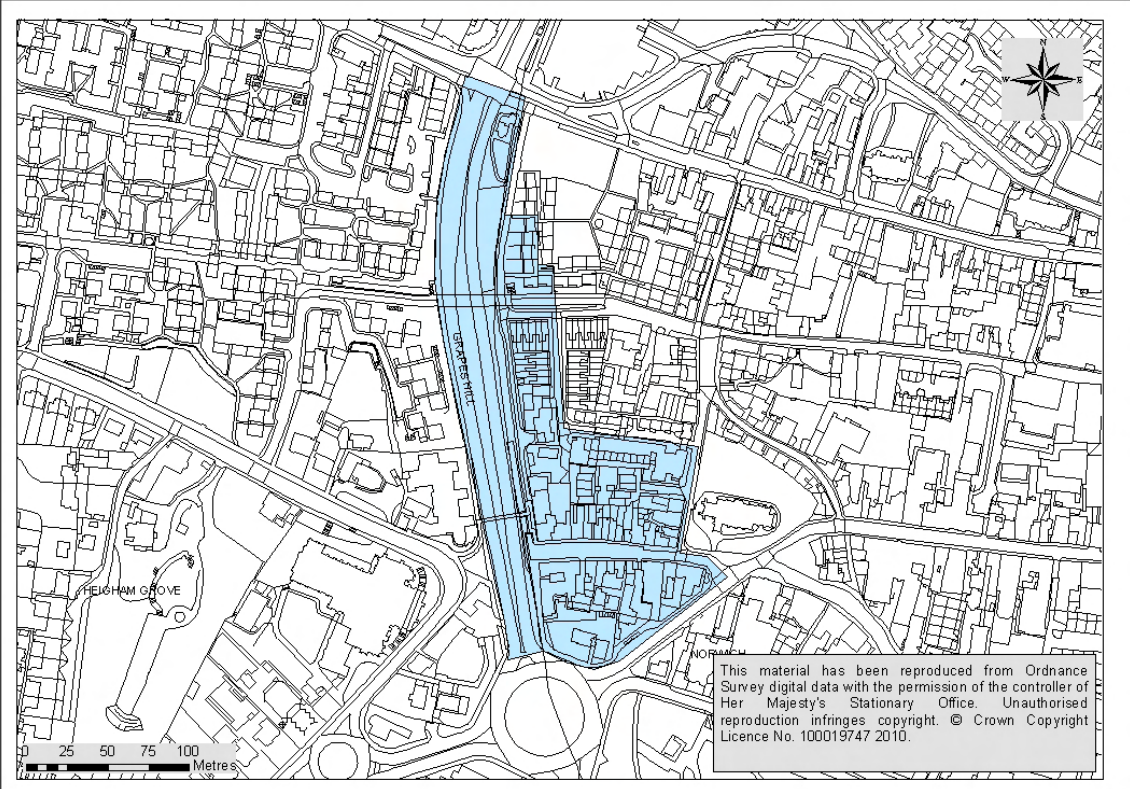 N
W E
S
GRAPES HILL
HEIGHAM GROVE
NORWICH
This material has been reproduced from Ordnance
Survey digital data with the permission of the controller of
Her Majesty's Stationary Office. Unauthorised
reproduction infringes copyright. © Crown Copyright
Licence No. 100019747 2010.
0 25 50 75 100
Metres